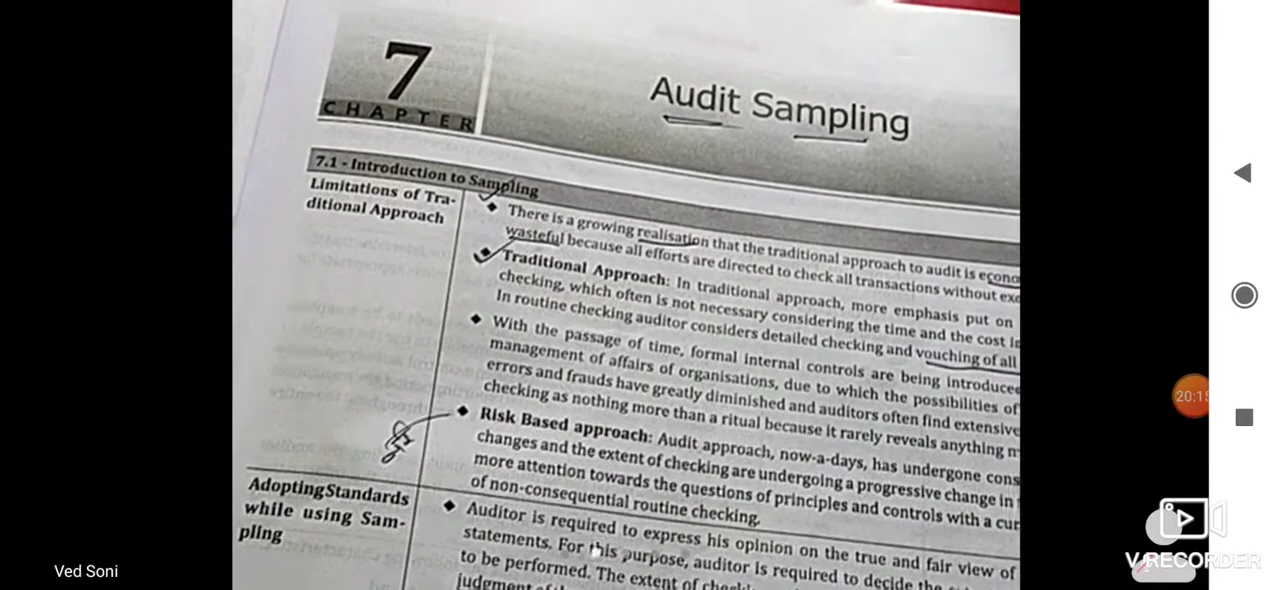 7
CHAPTER
Audit Sampling
7.1 - Introduction to Sampling
Limitations of Tra-
ditional Approach
◆ There is a growing realisation that the traditional approach to audit is econo
wasteful because all efforts are directed to check all transactions without exc
◆ Traditional Approach: In traditional approach, more emphasis put on
checking, which often is not necessary considering the time and the cost i
In routine checking auditor considers detailed checking and vouching of all
◆ With the passage of time, formal internal controls are being introduce
management of affairs of organisations, due to which the possibilities of
errors and frauds have greatly diminished and auditors often find extensive
checking as nothing more than a ritual because it rarely reveals anything m
◆ Risk Based approach: Audit approach, now-a-days, has undergone cons
changes and the extent of checking are undergoing a progressive change in
more attention towards the questions of principles and controls with a cur
of non-consequential routine checking.
Adopting Standards
while using Sam-
pling
◆ Auditor is required to express his opinion on the true and fair view of
statements. For this purpose, auditor is required to decide the
to be performed. The extent of
judgment of
Ved Soni
20:15
V RECORDER